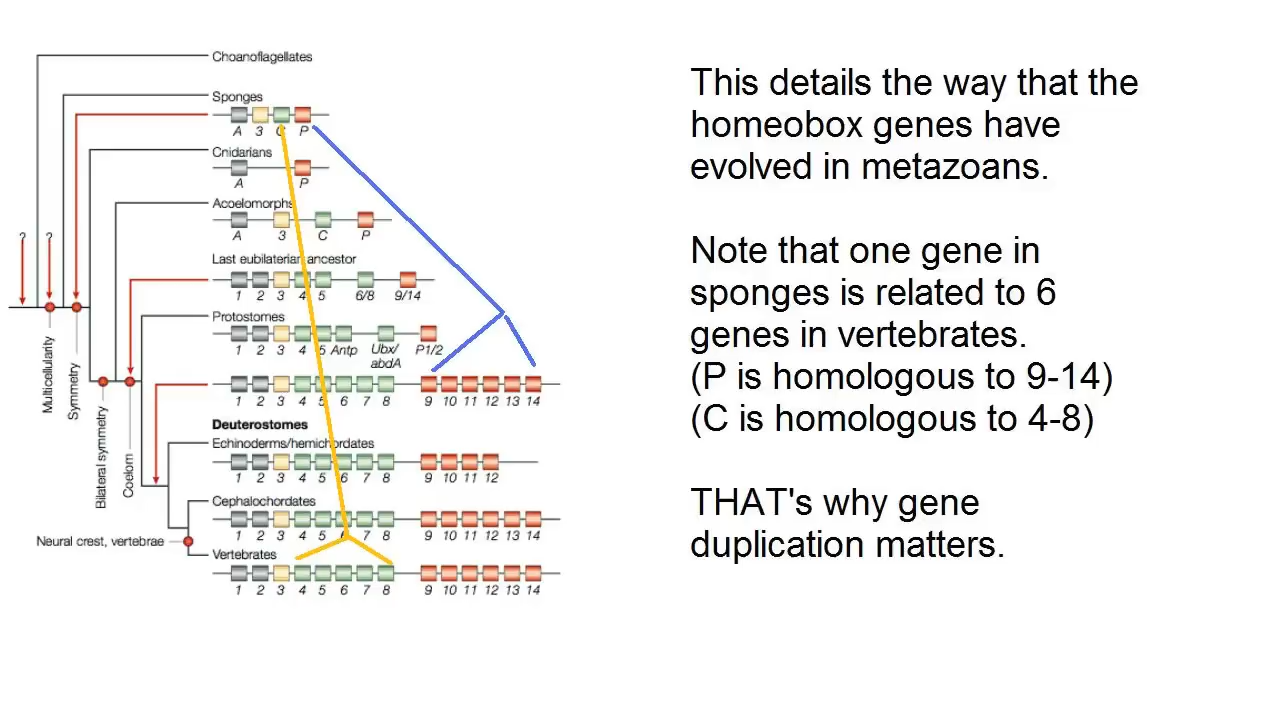 Choanoflagellates
Sponges
A 3 C P
Cnidarians
A P
Acoelomorphs
A 3 C P
? ?
Last eubilaterian ancestor
1 2 3 4 5 6/8 9/14
Protostomes
1 2 3 4 5 Antp Ubx/ abdA P1/2
1 2 3 4 5 6 7 8 9 10 11 12 13 14
Deuterostomes
Echinoderms/hemichordates
1 2 3 4 5 6 7 8 9 10 11 12
Cephalochordates
1 2 3 4 5 6 7 8 9 10 11 12 13 14
Vertebrates
1 2 3 4 5 6 7 8 9 10 11 12 13 14
Multicellularity
Symmetry
Bilateral symmetry
Coelom
Neural crest, vertebrae
This details the way that the
homeobox genes have
evolved in metazoans.
Note that one gene in
sponges is related to 6
genes in vertebrates.
(P is homologous to 9-14)
(C is homologous to 4-8)
THAT's why gene
duplication matters.